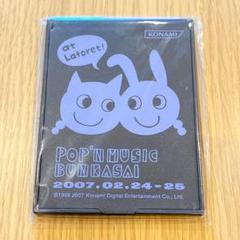 KONAMI
at
Laforet!
POP'N MUSIC
BUNKASAI
2007.02.24-25
©1998 2007 Konami Digital Entertainment Co., Ltd.